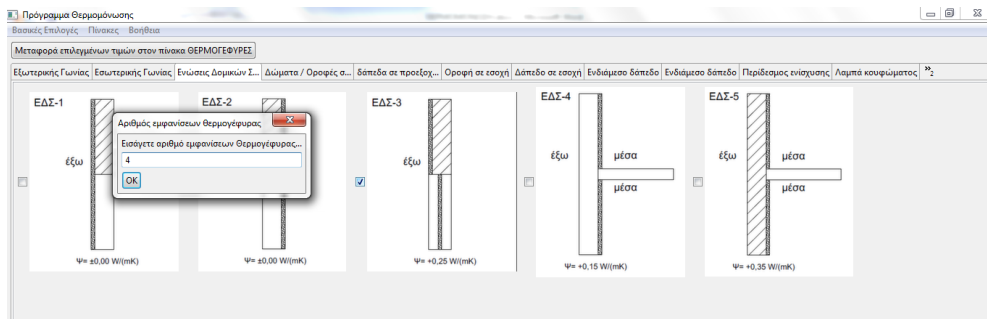 Πρόγραμμα Θερμομόνωσης
Βασικές Επιλογές Πίνακες Βοήθεια
Μεταφορά επιλεγμένων τιμών στον πίνακα ΘΕΡΜΟΓΕΦΥΡΕΣ
Εξωτερικής Γωνίας Εσωτερικής Γωνίας Ενώσεις Δομικών Σ... Δώματα / Οροφές σ... δάπεδα σε προεξοχ... Οροφή σε εσοχή Δάπεδο σε εσοχή Ενδιάμεσο δάπεδο Ενδιάμεσο δάπεδο Περίδεσμος ενίσχυσης Λαμπά κουφώματος »2
ΕΔΣ-1 ΕΔΣ-2 ΕΔΣ-3 ΕΔΣ-4 ΕΔΣ-5
Αριθμός εμφανίσεων θερμογέφυρας
Εισάγετε αριθμό εμφανίσεων Θερμογέφυρας...
4
OK
έξω έξω έξω μέσα έξω μέσα
μέσα μέσα
Ψ= ±0,00 W/(mK) Ψ= ±0,00 W/(mK) Ψ= +0,25 W/(mK) Ψ= +0,15 W/(mK) Ψ= +0,35 W/(mK)